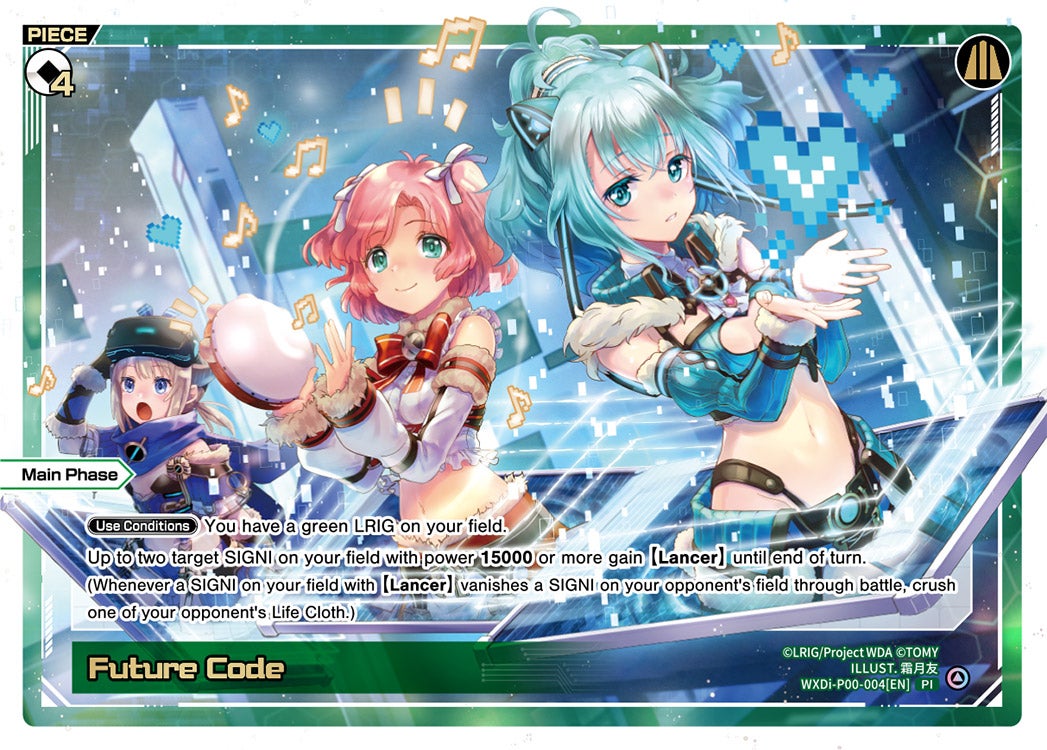 PIECE
4
Main Phase
Use Conditions You have a green LRIG on your field.
Up to two target SIGNI on your field with power 15000 or more gain 【Lancer】 until end of turn.
(Whenever a SIGNI on your field with 【Lancer】 vanishes a SIGNI on your opponent's field through battle, crush
one of your opponent's Life Cloth.)
Future Code
©LRIG/Project WDA ©TOMY
ILLUST. 霜月友
WXDi-P00-004[EN] PI